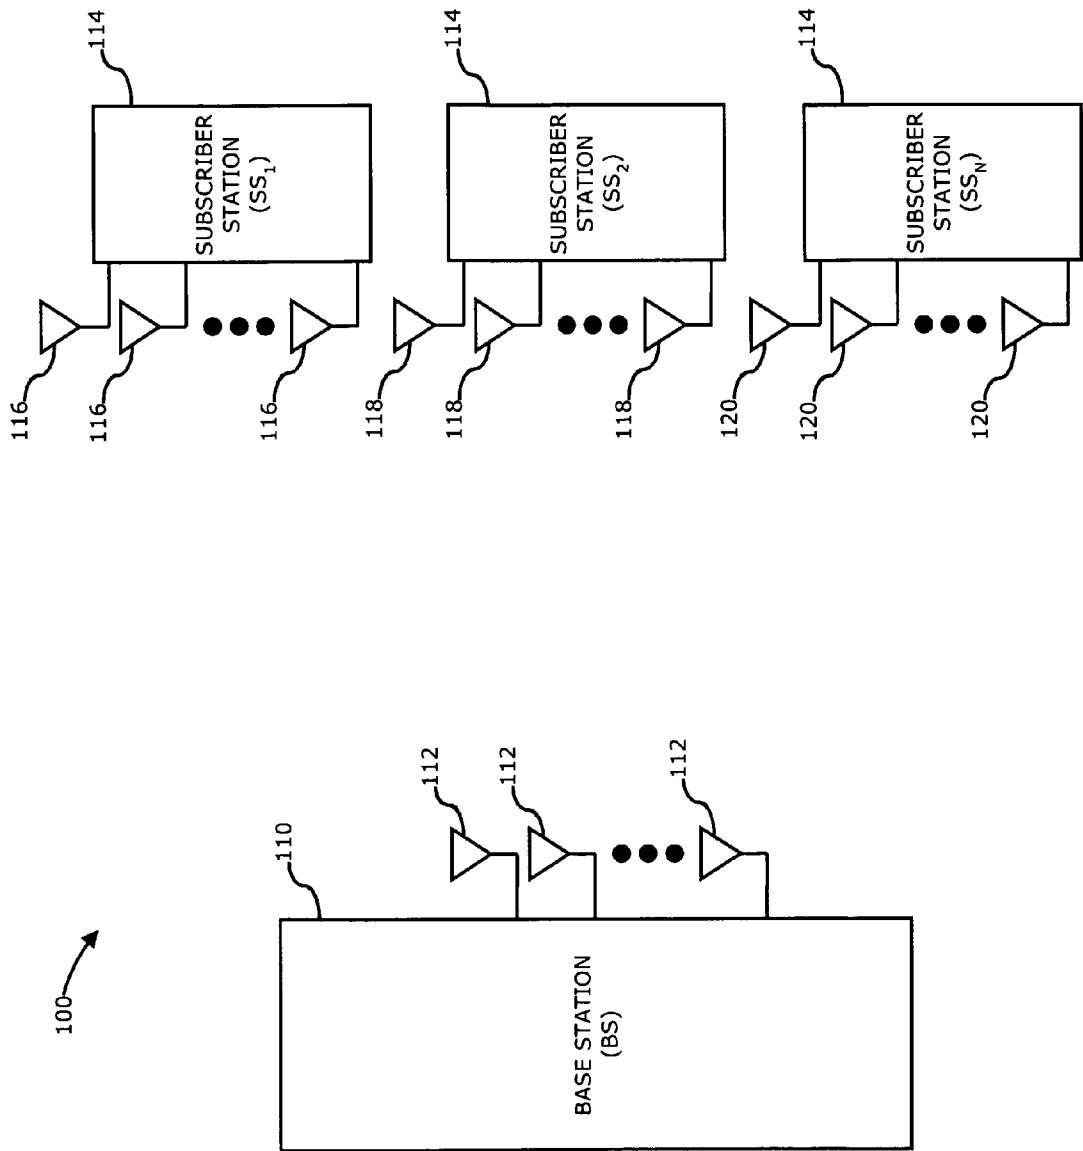 100
110
BASE STATION
(BS)
112
112
112
116
116
116
114
SUBSCRIBER
STATION
(SS₁)
118
118
118
114
SUBSCRIBER
STATION
(SS₂)
120
120
120
114
SUBSCRIBER
STATION
(SS_N)